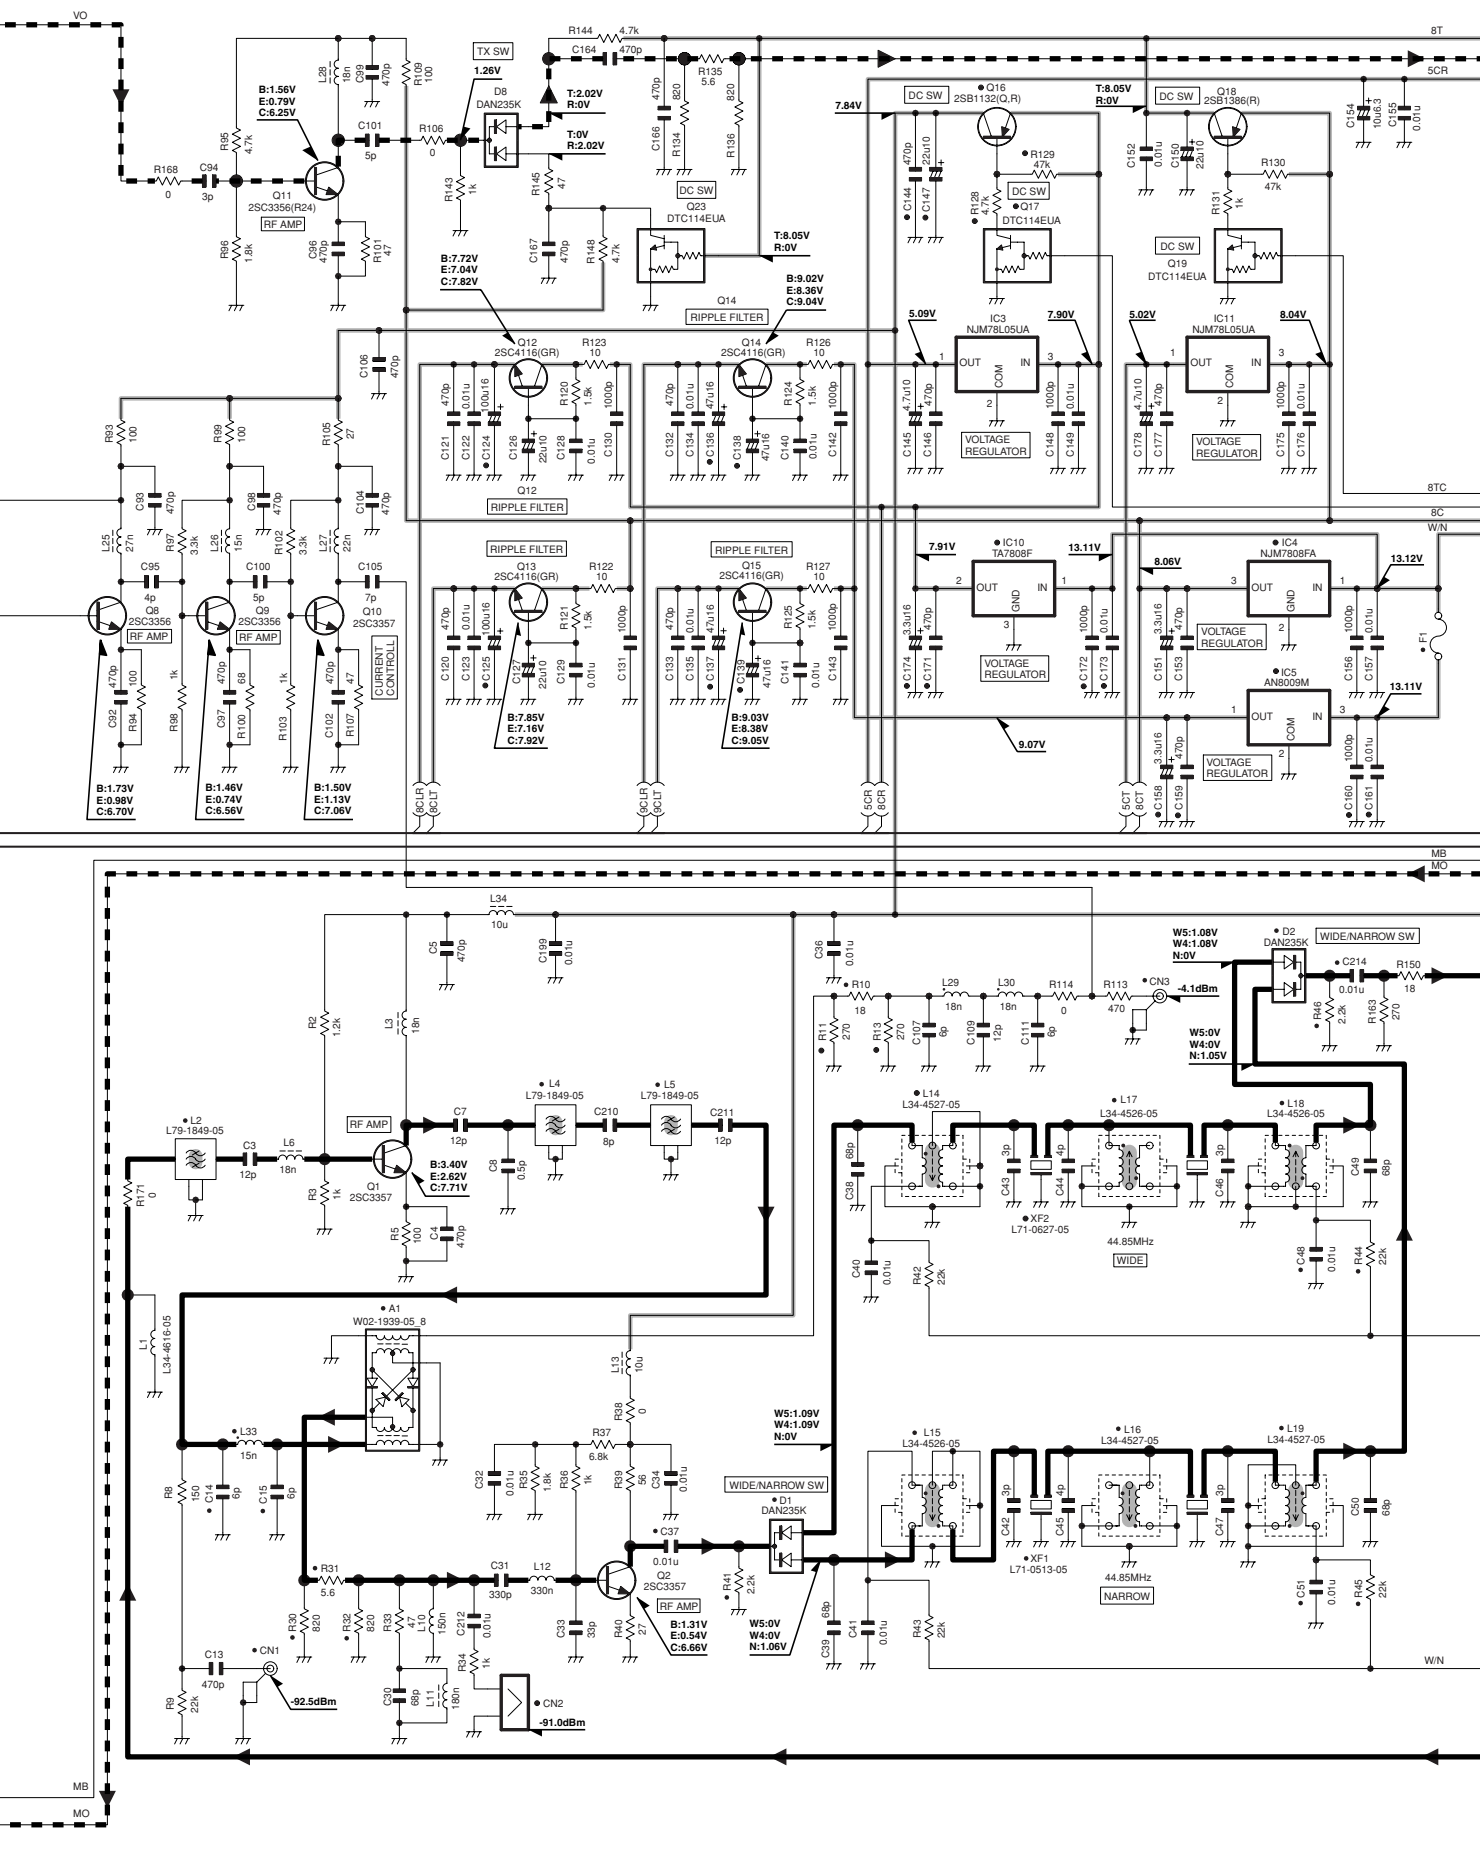 VO
R144
4.7k
C164
470p
8T
5CR
TX SW
1.26V
D8
DAN235K
T:2.02V
R:0V
T:0V
R:2.02V
R135
5.6
470p
C166
820
R134
820
R136
L28
18n
C99
470p
R109
100
B:1.56V
E:0.79V
C:6.25V
R95
4.7k
C101
5p
R106
0
R168
0
C94
3p
Q11
2SC3356(R24)
RF AMP
R143
1k
R145
47
R96
1.8k
C96
470p
R101
47
C167
470p
R148
4.7k
DC SW
Q23
DTC114EUA
T:8.05V
R:0V
7.84V
DC SW
Q16
2SB1132(Q,R)
C144
470p
C147
22u10
R129
47k
R128
4.7k
DC SW
Q17
DTC114EUA
T:8.05V
R:0V
DC SW
Q18
2SB1386(R)
C152
0.01u
C150
22u10
R130
47k
R131
1k
DC SW
Q19
DTC114EUA
C154
10u6.3
C155
0.01u
B:7.72V
E:7.04V
C:7.82V
Q14
RIPPLE FILTER
B:9.02V
E:8.36V
C:9.04V
5.09V
IC3
NJM78L05UA
7.90V
1
OUT
IN
COM
3
2
VOLTAGE
REGULATOR
5.02V
IC11
NJM78L05UA
8.04V
1
OUT
IN
COM
3
2
VOLTAGE
REGULATOR
C106
470p
Q12
2SC4116(GR)
R123
10
C121
470p
C122
0.01u
C124
100u16
C126
22u10
R120
1.5k
C128
0.01u
C130
1000p
Q12
RIPPLE FILTER
Q14
2SC4116(GR)
R126
10
C132
470p
C134
0.01u
C136
47u16
C138
47u16
R124
1.5k
C140
0.01u
C142
1000p
C145
4.7u10
C146
470p
C148
1000p
C149
0.01u
C178
4.7u10
C177
470p
C175
1000p
C176
0.01u
8TC
8C
W/N
R93
100
R99
100
R105
27
C93
470p
C98
470p
C104
470p
L25
27n
R97
3.3k
L26
15n
R102
3.3k
L27
22n
C95
4p
C100
5p
C105
7p
Q8
2SC3356
RF AMP
Q9
2SC3356
RF AMP
Q10
2SC3357
CURRENT
CONTROLL
C92
470p
R94
100
R98
1k
C97
470p
R100
68
R103
1k
C102
470p
R107
47
B:1.73V
E:0.98V
C:6.70V
B:1.46V
E:0.74V
C:6.56V
B:1.50V
E:1.13V
C:7.06V
RIPPLE FILTER
Q13
2SC4116(GR)
R122
10
C120
470p
C123
0.01u
C125
100u16
C127
22u10
R121
1.5k
C129
0.01u
C131
1000p
B:7.85V
E:7.16V
C:7.92V
RIPPLE FILTER
Q15
2SC4116(GR)
R127
10
C133
470p
C135
0.01u
C137
47u16
C139
47u16
R125
1.5k
C141
0.01u
C143
1000p
B:9.03V
E:8.38V
C:9.05V
7.91V
IC10
TA7808F
13.11V
2
OUT
IN
GND
1
3
VOLTAGE
REGULATOR
C174
3.3u16
C171
470p
C172
1000p
C173
0.01u
8.06V
IC4
NJM7808FA
13.12V
3
OUT
IN
GND
1
2
VOLTAGE
REGULATOR
C151
3.3u16
C153
470p
C156
1000p
C157
0.01u
F1
IC5
AN8009M
13.11V
1
OUT
IN
COM
3
2
9.07V
VOLTAGE
REGULATOR
C158
3.3u16
C159
470p
C160
1000p
C161
0.01u
8CLR
8CLT
9CLR
9CLT
5CR
8CR
5CT
8CT
MB
MO
L34
10u
C5
470p
C199
0.01u
C36
0.01u
R2
1.2k
L3
18n
R10
18
L29
18n
L30
18n
R114
0
R113
470
CN3
-4.1dBm
R11
270
R13
270
C107
6p
C109
12p
C111
6p
W5:1.08V
W4:1.08V
N:0V
D2
DAN235K
WIDE/NARROW SW
C214
0.01u
R150
18
R46
2.2k
R163
270
W5:0V
W4:0V
N:1.05V
L2
L79-1849-05
C3
12p
L6
18n
RF AMP
C7
12p
L4
L79-1849-05
C210
8p
L5
L79-1849-05
C211
12p
C8
0.5p
B:3.40V
E:2.62V
C:7.71V
Q1
2SC3357
R171
0
R3
1k
R5
100
C4
470p
L14
L34-4527-05
L17
L34-4526-05
L18
L34-4526-05
C38
68p
C43
3p
C44
4p
C46
3p
C49
68p
XF2
L71-0627-05
44.85MHz
WIDE
C40
0.01u
R42
22k
C48
0.01u
R44
22k
L1
L34-4616-05
A1
W02-1939-05_8
L13
10u
R38
0
L33
15n
R8
150
C14
6p
C15
6p
R37
6.8k
C32
0.01u
R35
1.8k
R36
1k
R39
56
C34
0.01u
W5:1.09V
W4:1.09V
N:0V
WIDE/NARROW SW
D1
DAN235K
L15
L34-4526-05
L16
L34-4527-05
L19
L34-4527-05
C42
3p
C45
4p
C47
3p
C50
68p
XF1
L71-0513-05
44.85MHz
NARROW
C37
0.01u
R31
5.6
C31
330p
L12
330n
Q2
2SC3357
RF AMP
B:1.31V
E:0.54V
C:6.66V
R41
2.2k
W5:0V
W4:0V
N:1.06V
R30
820
R32
820
R33
47
L10
150n
C212
0.01u
R34
1k
C33
33p
R40
27
C39
68p
C41
0.01u
R43
22k
C51
0.01u
R45
22k
W/N
C13
470p
CN1
-92.5dBm
R9
22k
C30
68p
L11
180n
CN2
-91.0dBm
MB
MO